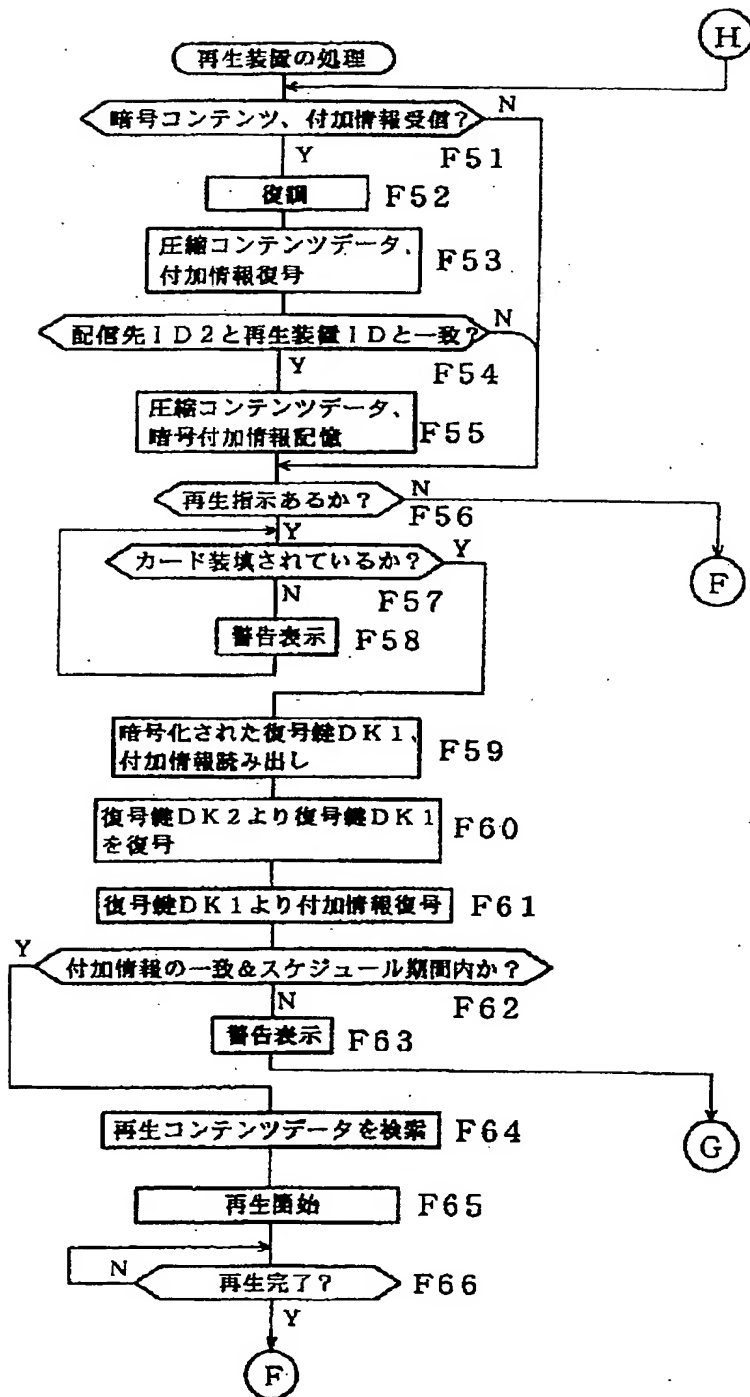 H
再生装置の処理
暗号コンテンツ、付加情報受信?
N
Y
F51
復調
F52
圧縮コンテンツデータ、
付加情報復号
F53
配信先ID2と再生装置IDと一致?
N
Y
F54
圧縮コンテンツデータ、
暗号付加情報記憶
F55
再生指示あるか?
N
F56
Y
F
カード装填されているか?
Y
N
F57
警告表示
F58
暗号化された復号鍵DK1、
付加情報読み出し
F59
復号鍵DK2より復号鍵DK1
を復号
F60
復号鍵DK1より付加情報復号
F61
Y
付加情報の一致&スケジュール期間内か?
N
F62
警告表示
F63
G
再生コンテンツデータを検索
F64
再生開始
F65
N
再生完了?
F66
Y
F